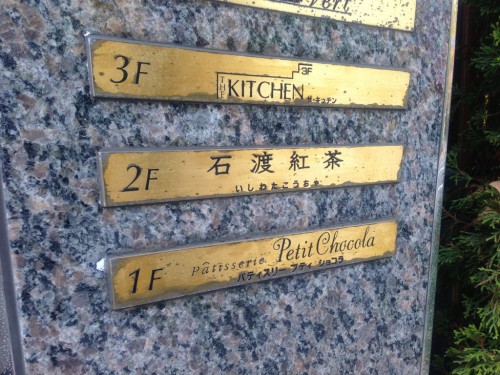 3F
3F
THE KITCHEN
ザ・キッチン
2F
石渡紅茶
いしわたこうちゃ
1F
Pâtisserie Petit Chocola
パティスリー プティ ショコラ